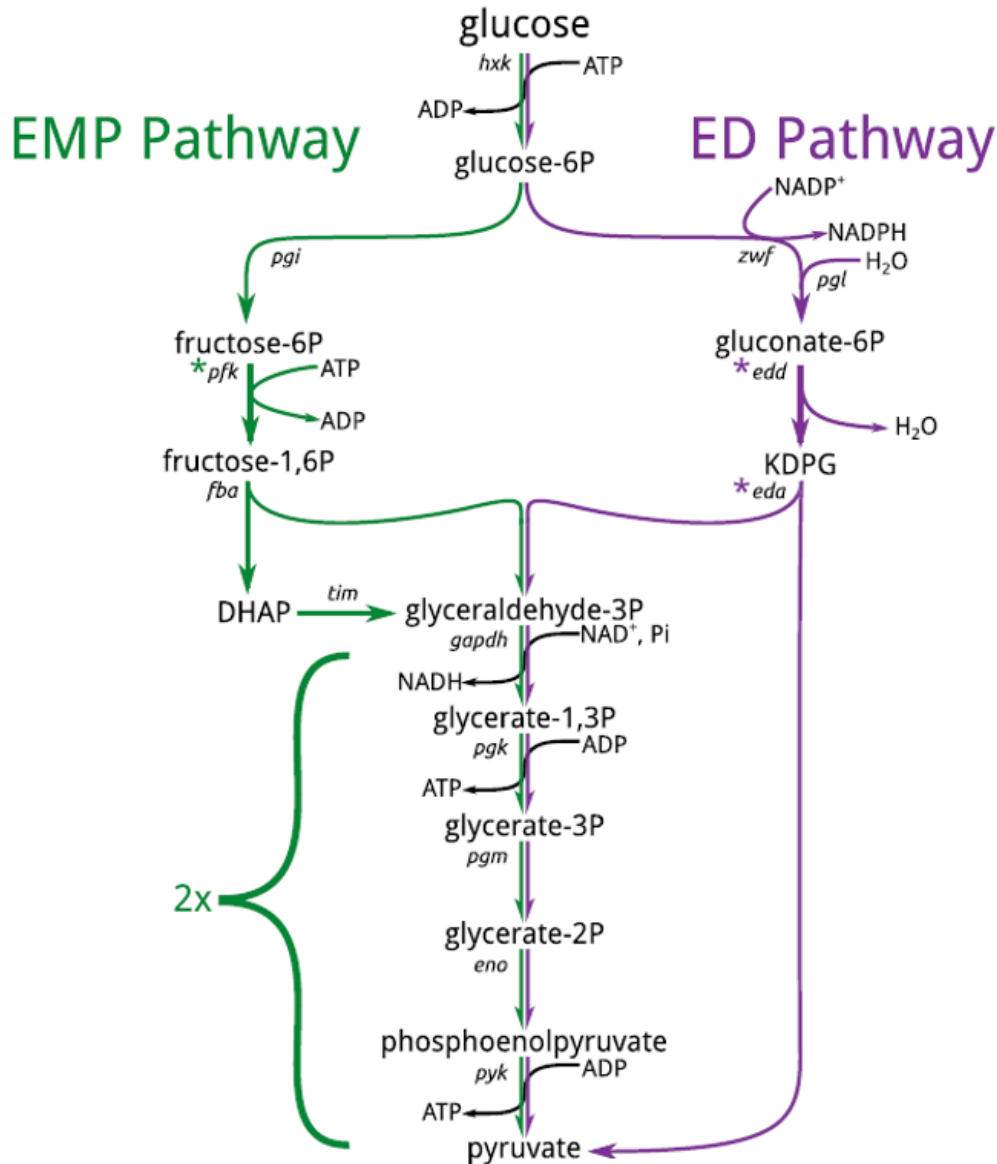 glucose
hxk
ATP
ADP
EMP Pathway
ED Pathway
glucose-6P
NADP⁺
NADPH
pgi
zwf
H₂O
pgl
fructose-6P
gluconate-6P
*pfk
ATP
*edd
ADP
H₂O
fructose-1,6P
KDPG
fba
*eda
tim
DHAP
glyceraldehyde-3P
gapdh
NAD⁺, Pi
NADH
glycerate-1,3P
pgk
ADP
ATP
glycerate-3P
pgm
2x
glycerate-2P
eno
phosphoenolpyruvate
pyk
ADP
ATP
pyruvate